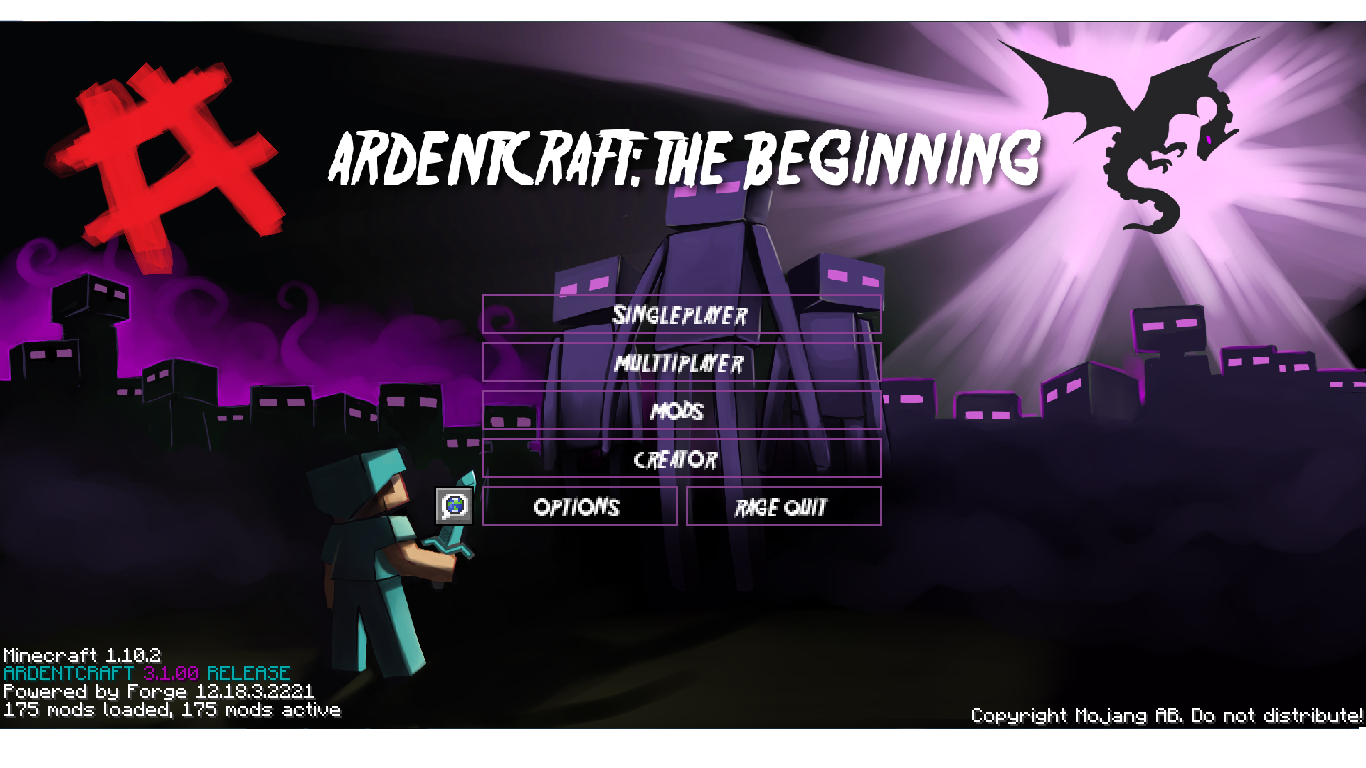 ARDENTCRAFT: THE BEGINNING
SINGLEPLAYER
MULTIPLAYER
MODS
CREATOR
OPTIONS
RAGE QUIT
Minecraft 1.10.2
ARDENTCRAFT 3.1.00 RELEASE
Powered by Forge 12.18.3.2221
175 mods loaded, 175 mods active
Copyright Mojang AB. Do not distribute!